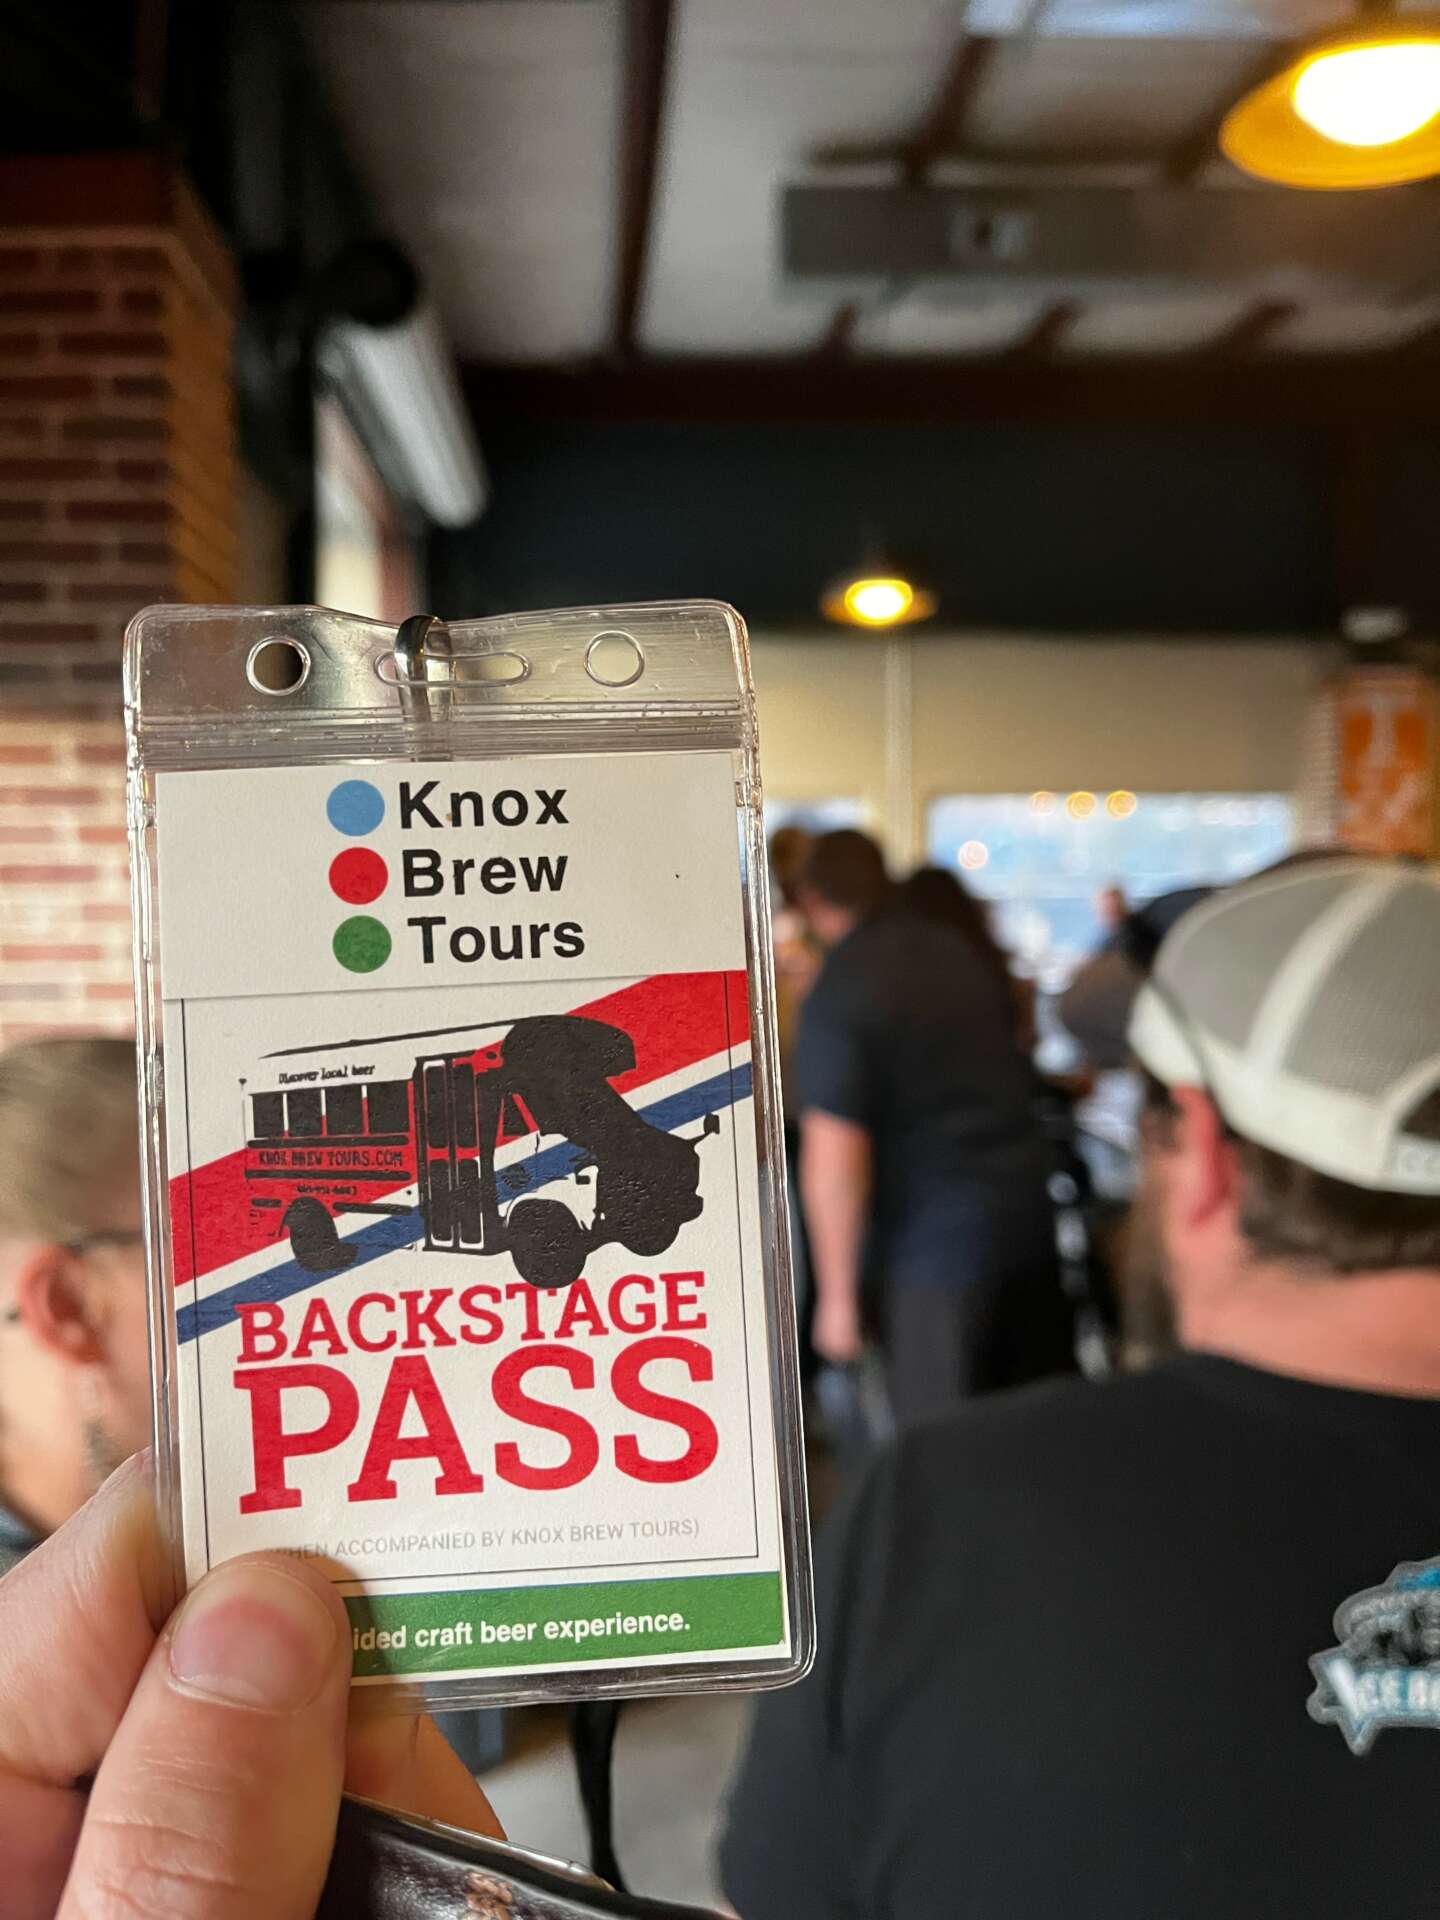 Knox
Brew
Tours
Discover local beer
KNOX BREW TOURS.COM
BACKSTAGE
PASS
WHEN ACCOMPANIED BY KNOX BREW TOURS)
ided craft beer experience.